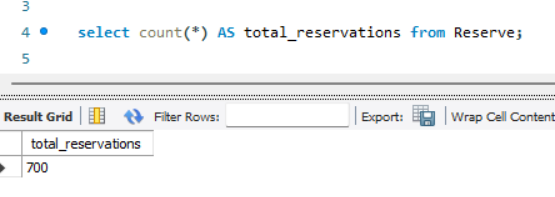 3
4 select count(*) AS total_reservations from Reserve;
5
Result Grid Filter Rows: Export: Wrap Cell Content
total_reservations
700